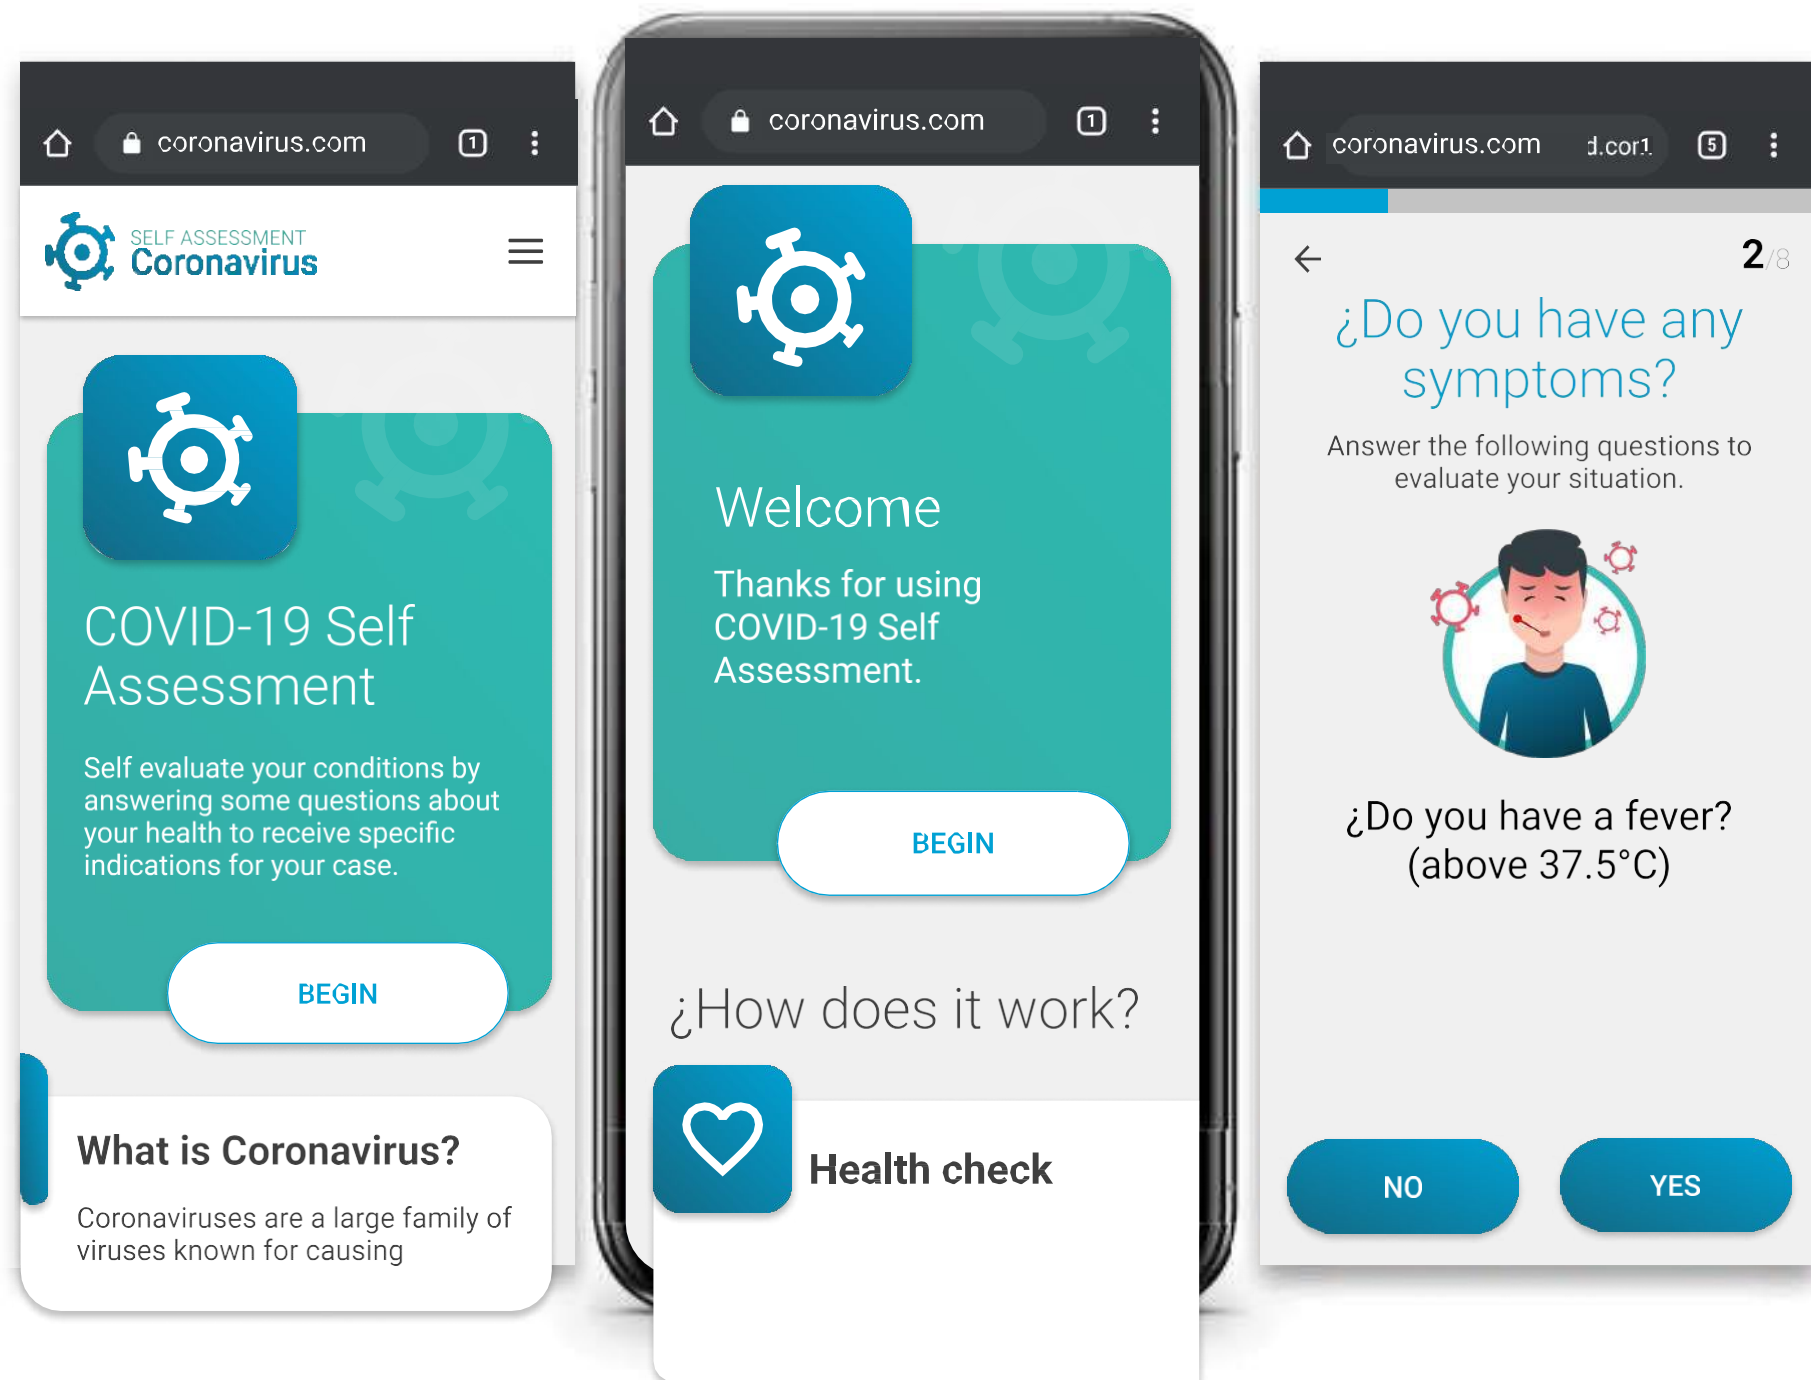 coronavirus.com
1
SELF ASSESSMENT
Coronavirus
COVID-19 Self
Assessment
Self evaluate your conditions by
answering some questions about
your health to receive specific
indications for your case.
BEGIN
What is Coronavirus?
Coronaviruses are a large family of
viruses known for causing
coronavirus.com
1
Welcome
Thanks for using
COVID-19 Self
Assessment.
BEGIN
¿How does it work?
Health check
coronavirus.com d.cor1.
5
2/8
¿Do you have any
symptoms?
Answer the following questions to
evaluate your situation.
¿Do you have a fever?
(above 37.5°C)
NO
YES